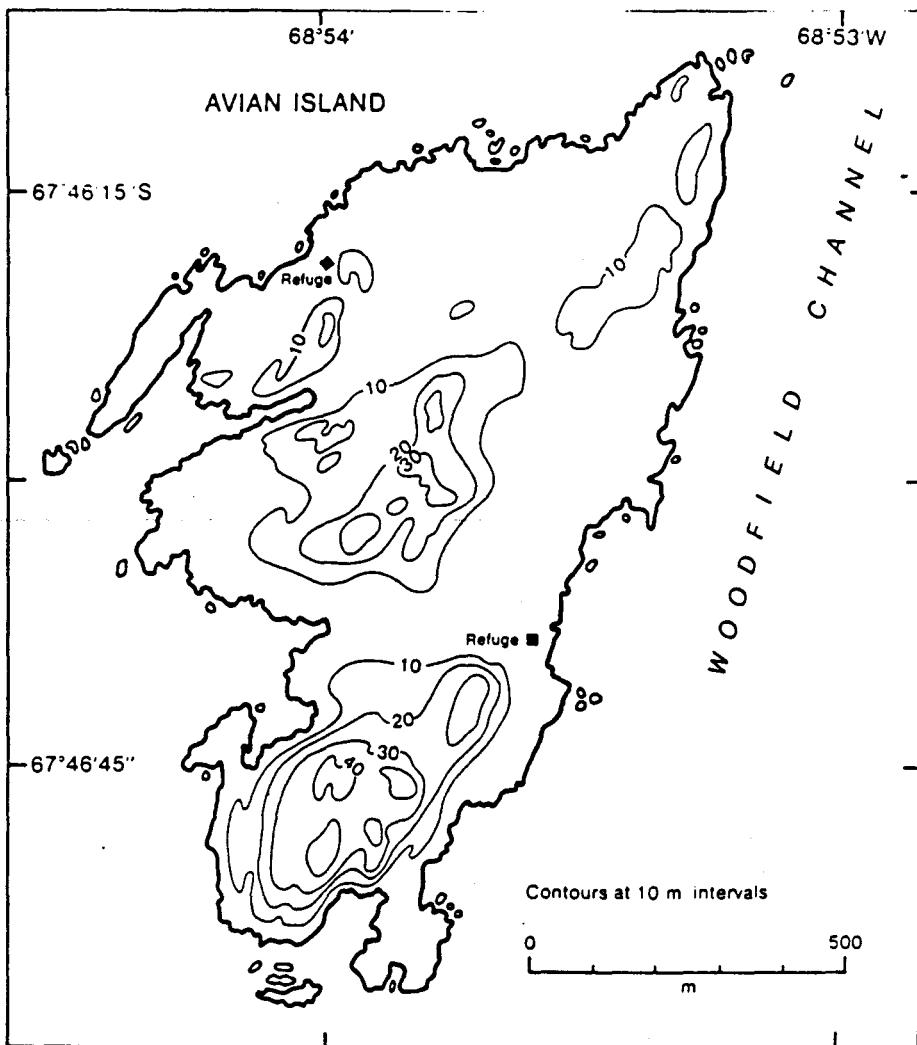 68°54'
68°53'W
AVIAN ISLAND
67°46'15"S
WOODFIELD CHANNEL
Refuge
10
10
10
20
30
Refuge
10
20
30
40
67°46'45"
Contours at 10 m intervals
0
500
m